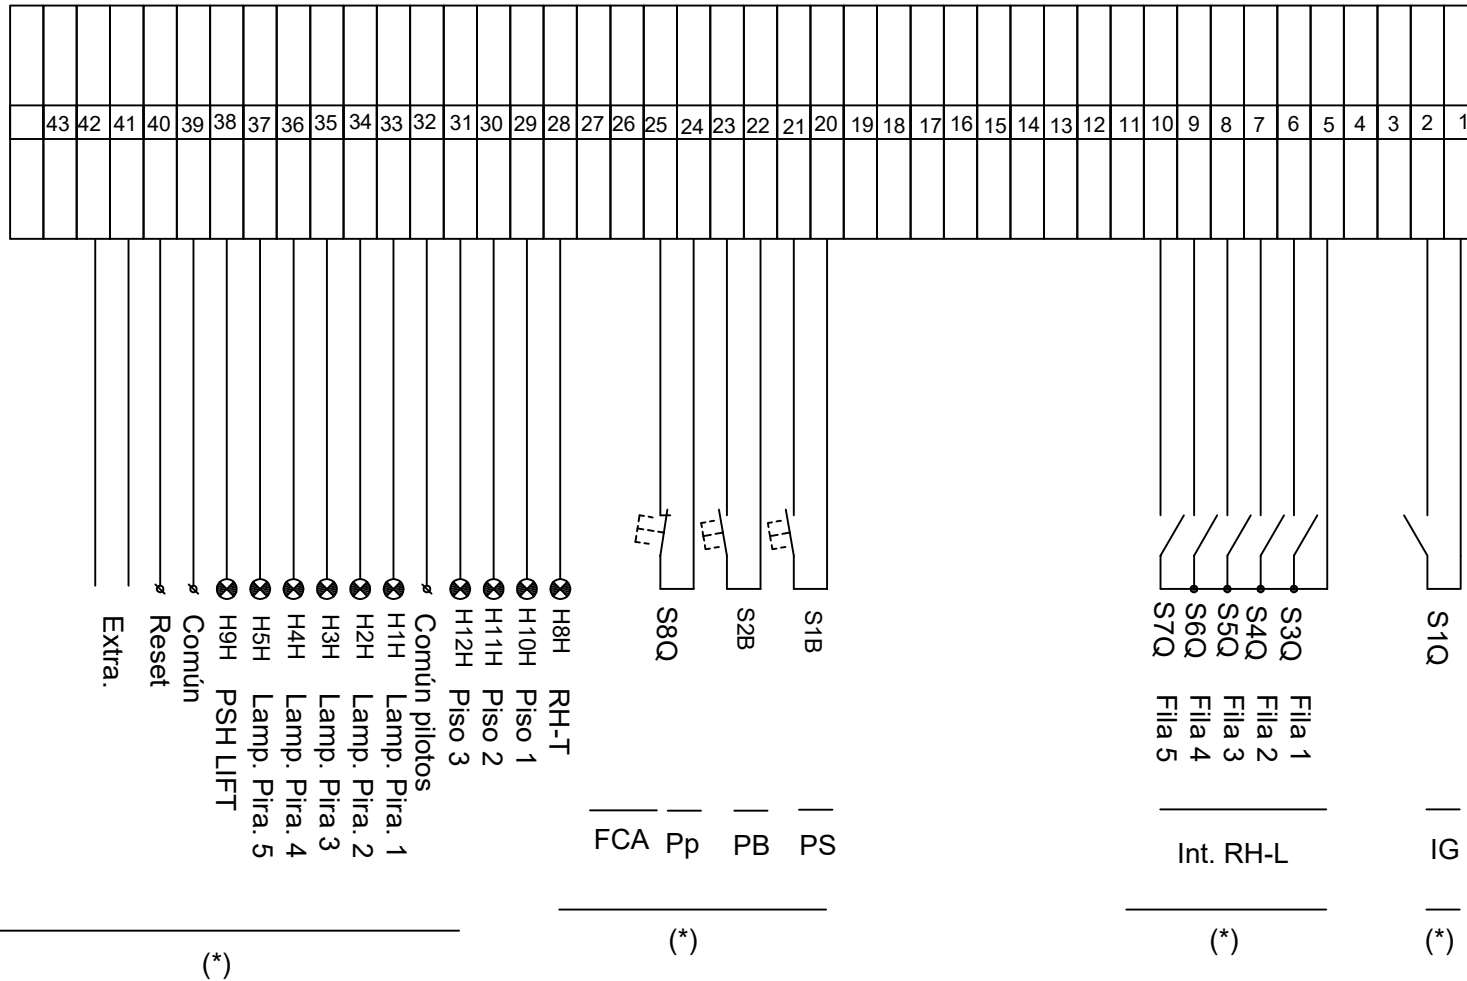 43 42 41 40 39 38 37 36 35 34 33 32 31 30 29 28 27 26 25 24 23 22 21 20 19 18 17 16 15 14 13 12 11 10 9 8 7 6 5 4 3 2 1
Extra.
Reset
Común
H9H PSH LIFT
H5H Lamp. Pira. 5
H4H Lamp. Pira. 4
H3H Lamp. Pira 3
H2H Lamp. Pira. 2
H1H Lamp. Pira. 1
Común pilotos
H12H Piso 3
H11H Piso 2
H10H Piso 1
H8H RH-T
S8Q
S2B
S1B
S7Q Fila 5
S6Q Fila 4
S5Q Fila 3
S4Q Fila 2
S3Q Fila 1
S1Q
FCA Pp PB PS
Int. RH-L
IG
(*)
(*)
(*)
(*)